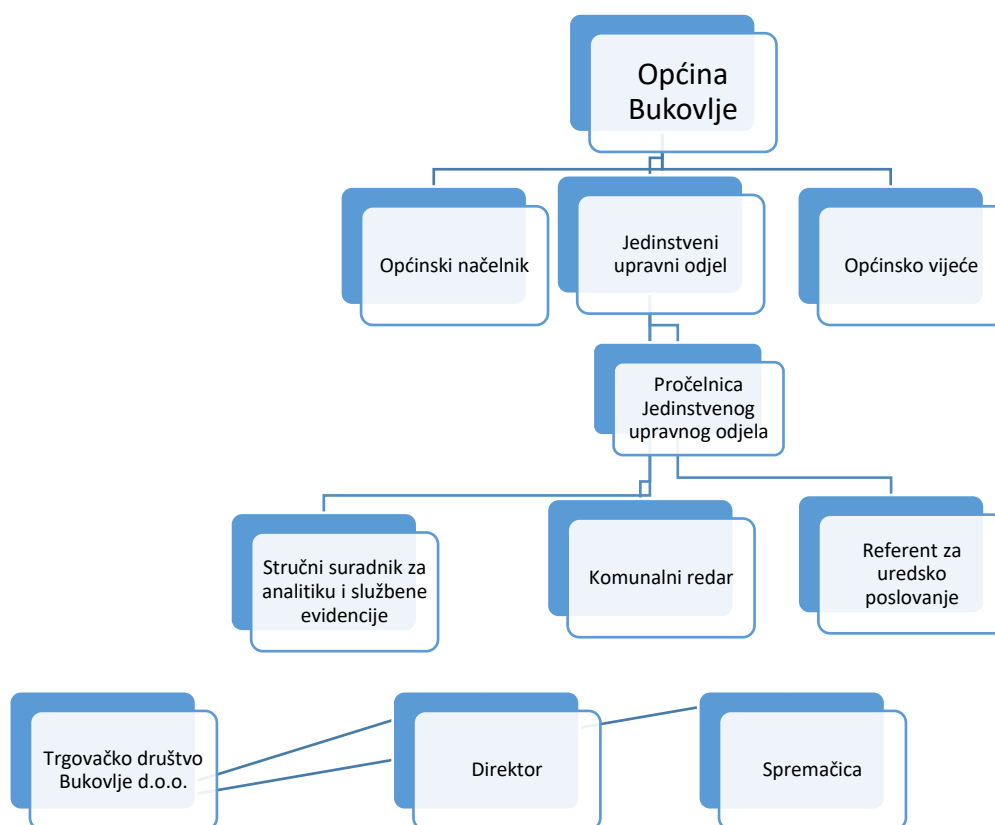 Općina
Bukovlje
Općinski načelnik
Jedinstveni
upravni odjel
Općinsko vijeće
Pročelnica
Jedinstvenog
upravnog odjela
Stručni suradnik za
analitiku i službene
evidencije
Komunalni redar
Referent za
uredsko
poslovanje
Trgovačko društvo
Bukovlje d.o.o.
Direktor
Spremačica